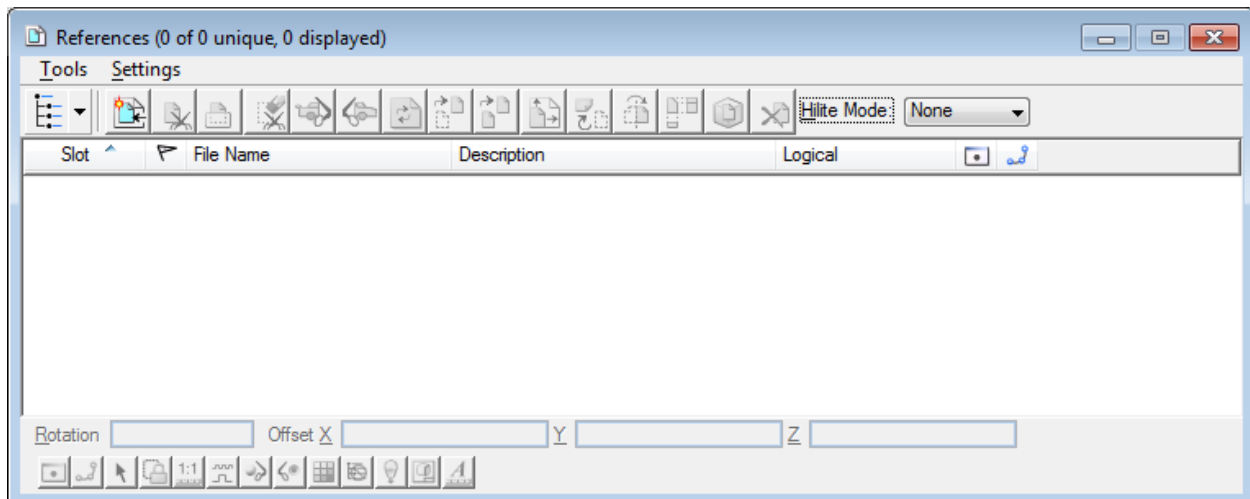 References (0 of 0 unique, 0 displayed)
Tools Settings
Hilite Mode: None
Slot File Name Description Logical
Rotation Offset X Y Z
1:1 A